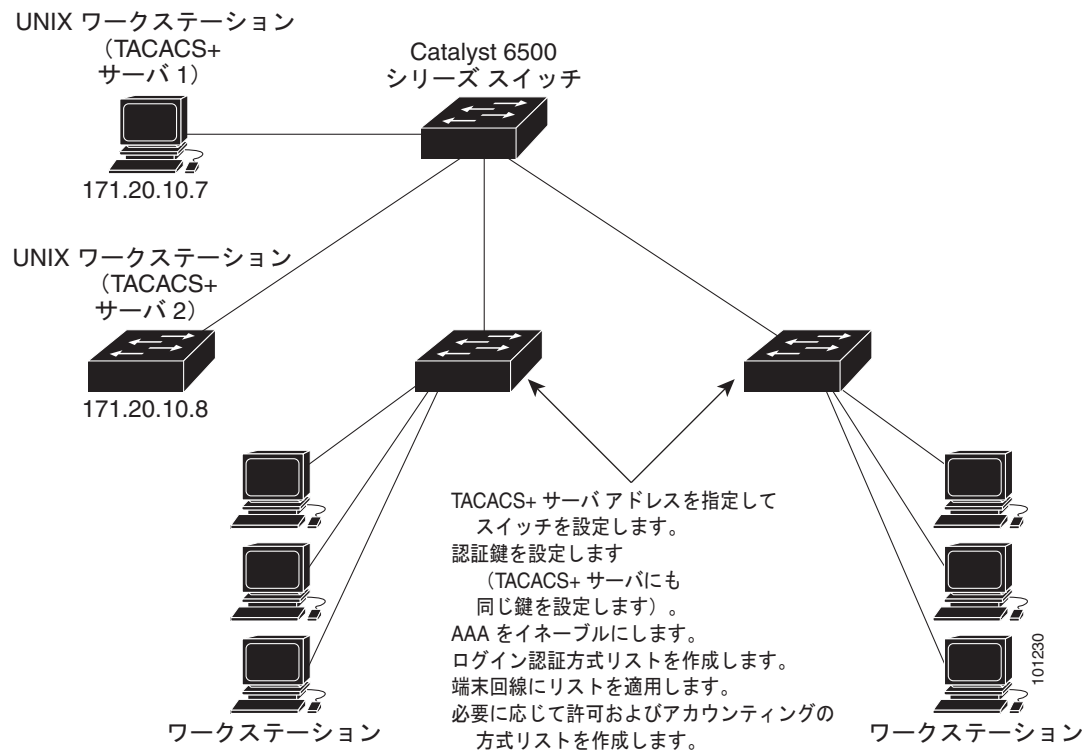 UNIX ワークステーション
（TACACS+
サーバ 1）
171.20.10.7
Catalyst 6500
シリーズ スイッチ
UNIX ワークステーション
（TACACS+
サーバ 2）
171.20.10.8
TACACS+ サーバ アドレスを指定して
スイッチを設定します。
認証鍵を設定します
（TACACS+ サーバにも
同じ鍵を設定します）。
AAA をイネーブルにします。
ログイン認証方式リストを作成します。
端末回線にリストを適用します。
必要に応じて許可およびアカウンティングの
方式リストを作成します。
ワークステーション
ワークステーション
101230